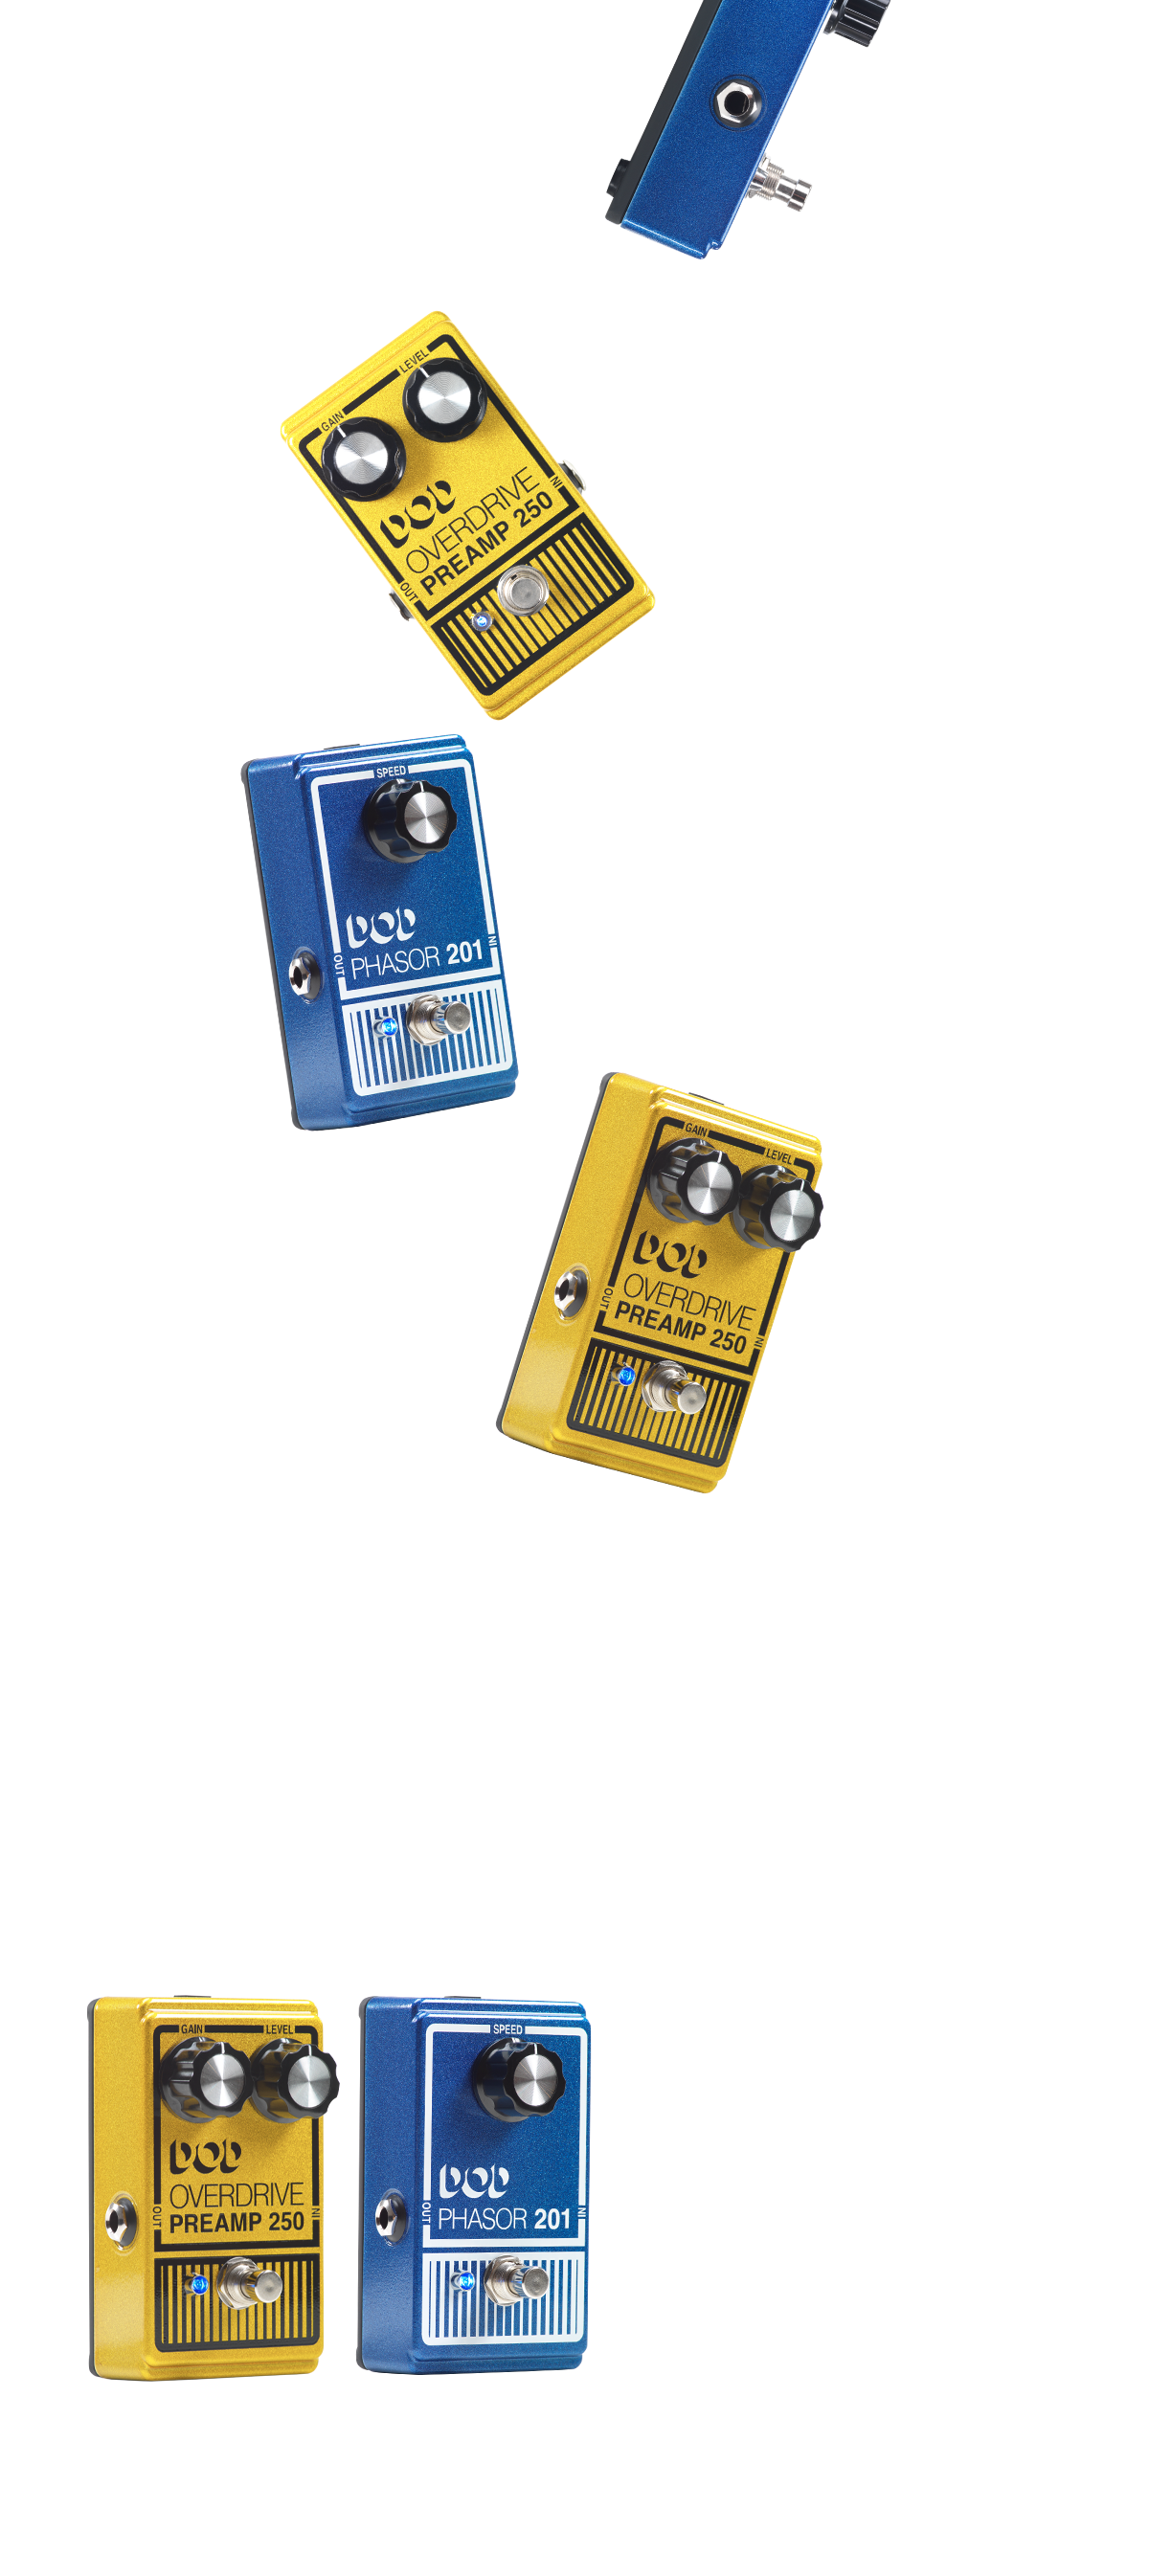 LEVEL
GAIN
DOD
OVERDRIVE
PREAMP 250
IN
OUT
SPEED
DOD
PHASOR 201
IN
OUT
GAIN
LEVEL
DOD
OVERDRIVE
PREAMP 250
OUT
IN
GAIN
LEVEL
DOD
OVERDRIVE
PREAMP 250
OUT
IN
SPEED
DOD
PHASOR 201
OUT
IN